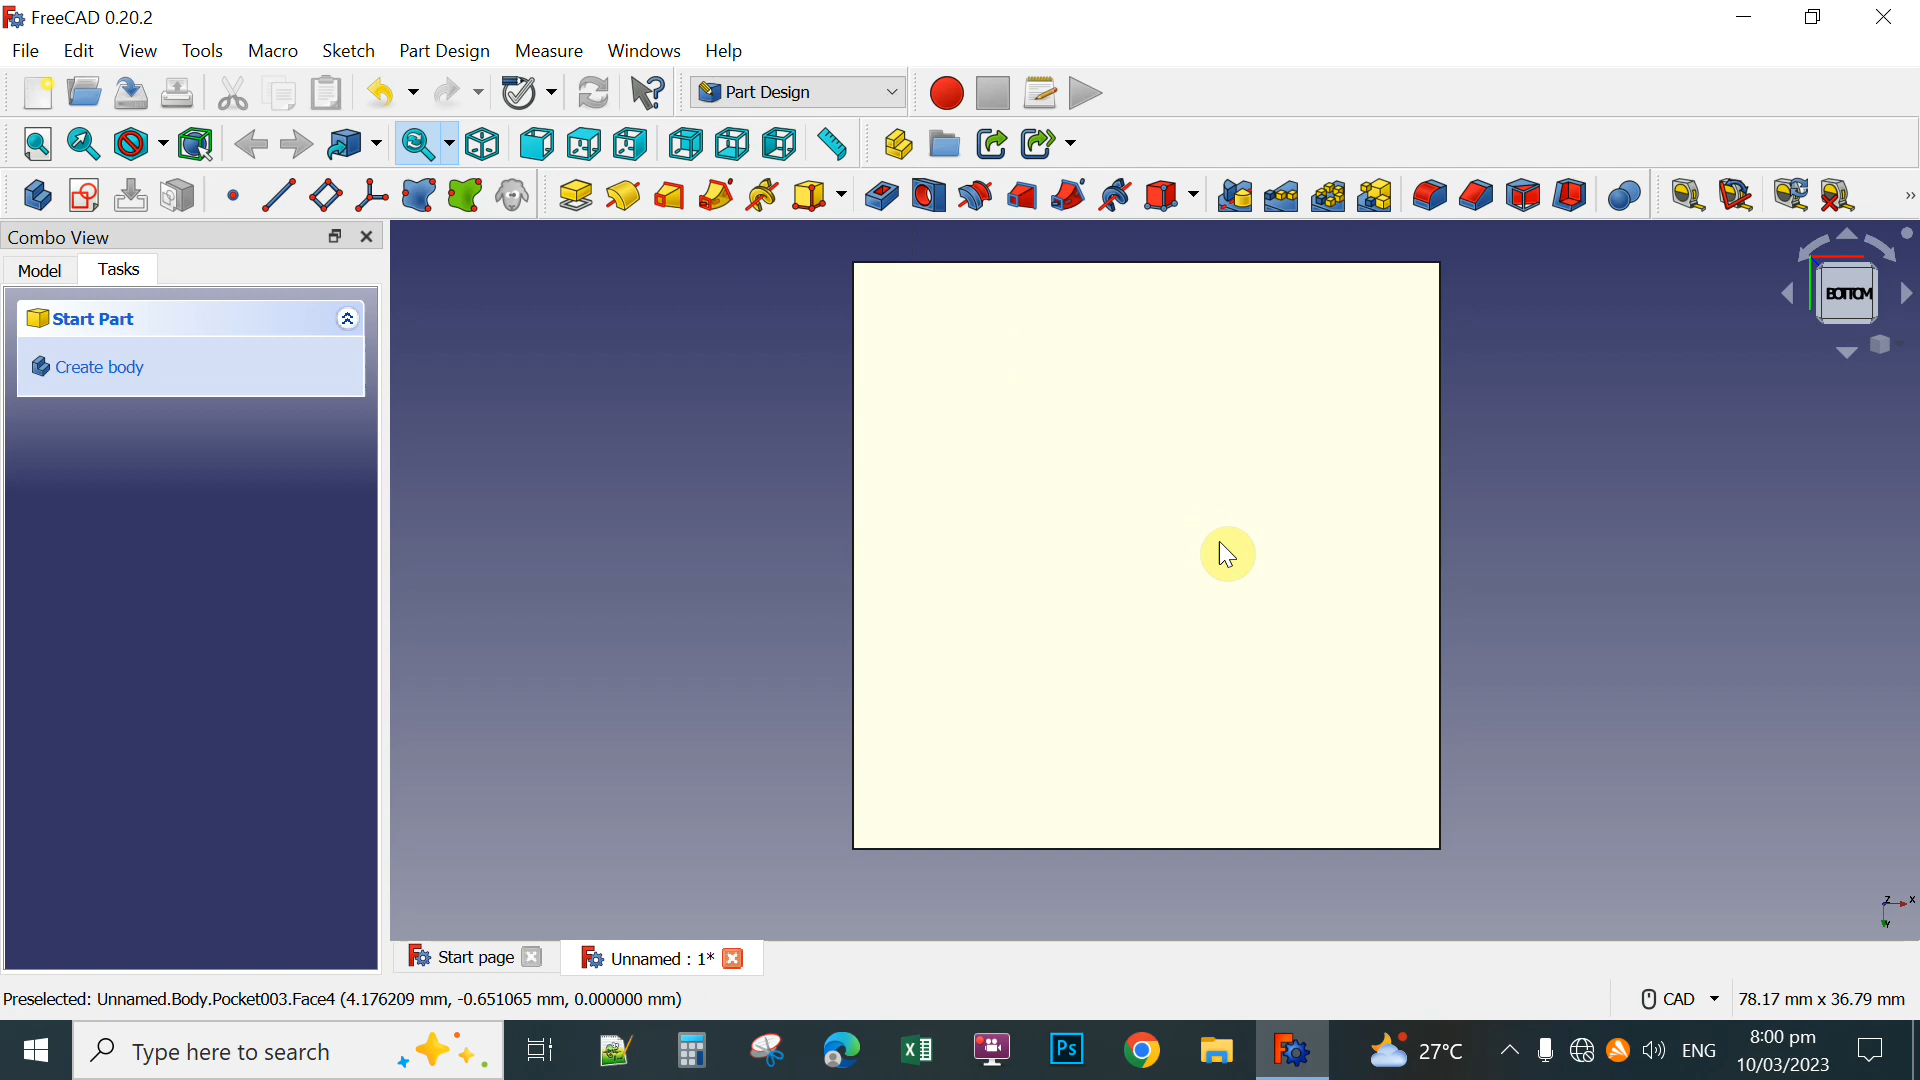 FreeCAD 0.20.2
File Edit View Tools Macro Sketch Part Design Measure Windows Help
Part Design
Combo View
Model Tasks
Start Part
Create body
BOTTOM
Z X
Y
Start page Unnamed : 1*
Preselected: Unnamed.Body.Pocket003.Face4 (4.176209 mm, -0.651065 mm, 0.000000 mm) CAD 78.17 mm x 36.79 mm
Type here to search Ps 27°C ENG 8:00 pm
10/03/2023